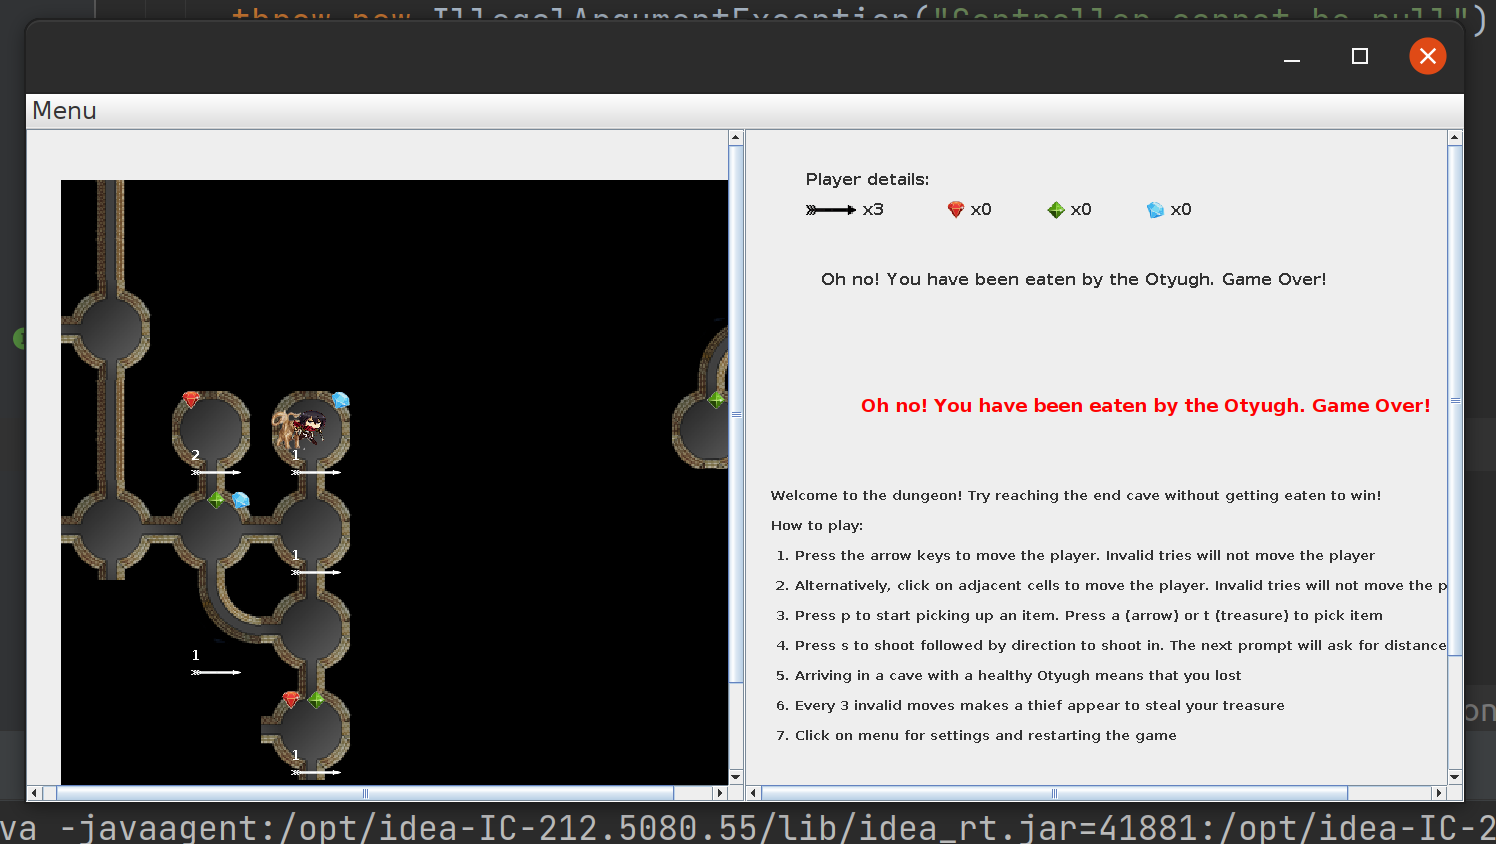 throw new IllegalArgumentException("Controller cannot be null")
Menu
Player details:
x3 x0 x0 x0
Oh no! You have been eaten by the Otyugh. Game Over!
Oh no! You have been eaten by the Otyugh. Game Over!
2
1
1
1
1
Welcome to the dungeon! Try reaching the end cave without getting eaten to win!
How to play:
1. Press the arrow keys to move the player. Invalid tries will not move the player
2. Alternatively, click on adjacent cells to move the player. Invalid tries will not move the p
3. Press p to start picking up an item. Press a (arrow) or t (treasure) to pick item
4. Press s to shoot followed by direction to shoot in. The next prompt will ask for distance
5. Arriving in a cave with a healthy Otyugh means that you lost
6. Every 3 invalid moves makes a thief appear to steal your treasure
7. Click on menu for settings and restarting the game
on
va -javaagent:/opt/idea-IC-212.5080.55/lib/idea_rt.jar=41881:/opt/idea-IC-2